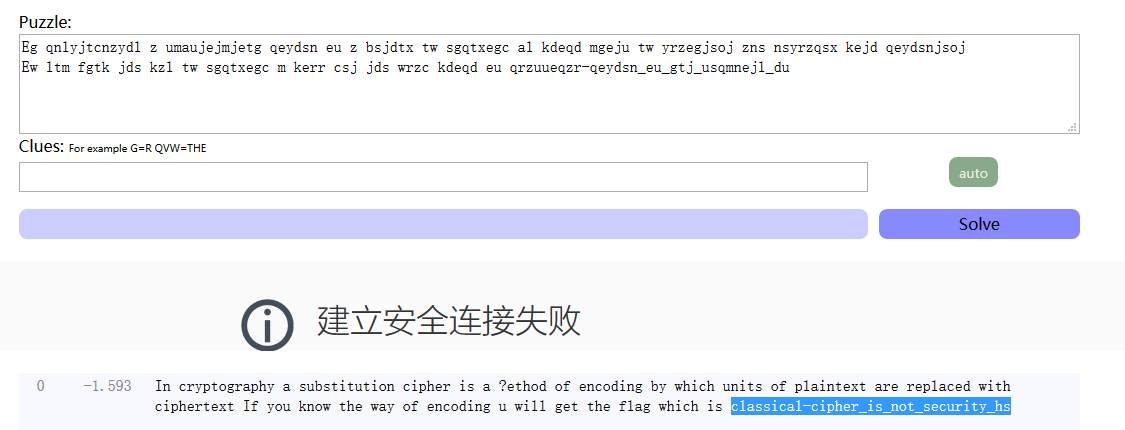 Puzzle:
Eg qnlyjtcnzydl z umaujejmjetg qeydsn eu z bsjdtx tw sgqtxegc al kdeqd mgeju tw yrzegjsoj zns nsyrzqsx kejd qeydsnjsoj
Ew ltm fgtk jds kzl tw sgqtxegc m kerr csj jds wrzc kdeqd eu qrzuueqzr-qeydsn_eu_gtj_usqmnejl_du
Clues: For example G=R QVW=THE
auto
Solve
建立安全连接失败
0 -1.593 In cryptography a substitution cipher is a ?ethod of encoding by which units of plaintext are replaced with
ciphertext If you know the way of encoding u will get the flag which is classical-cipher_is_not_security_hs